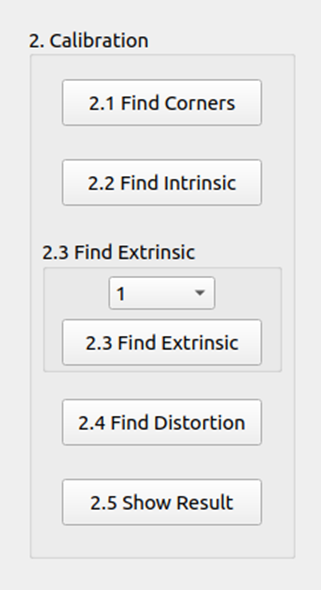 2. Calibration
2.1 Find Corners
2.2 Find Intrinsic
2.3 Find Extrinsic
1
2.3 Find Extrinsic
2.4 Find Distortion
2.5 Show Result